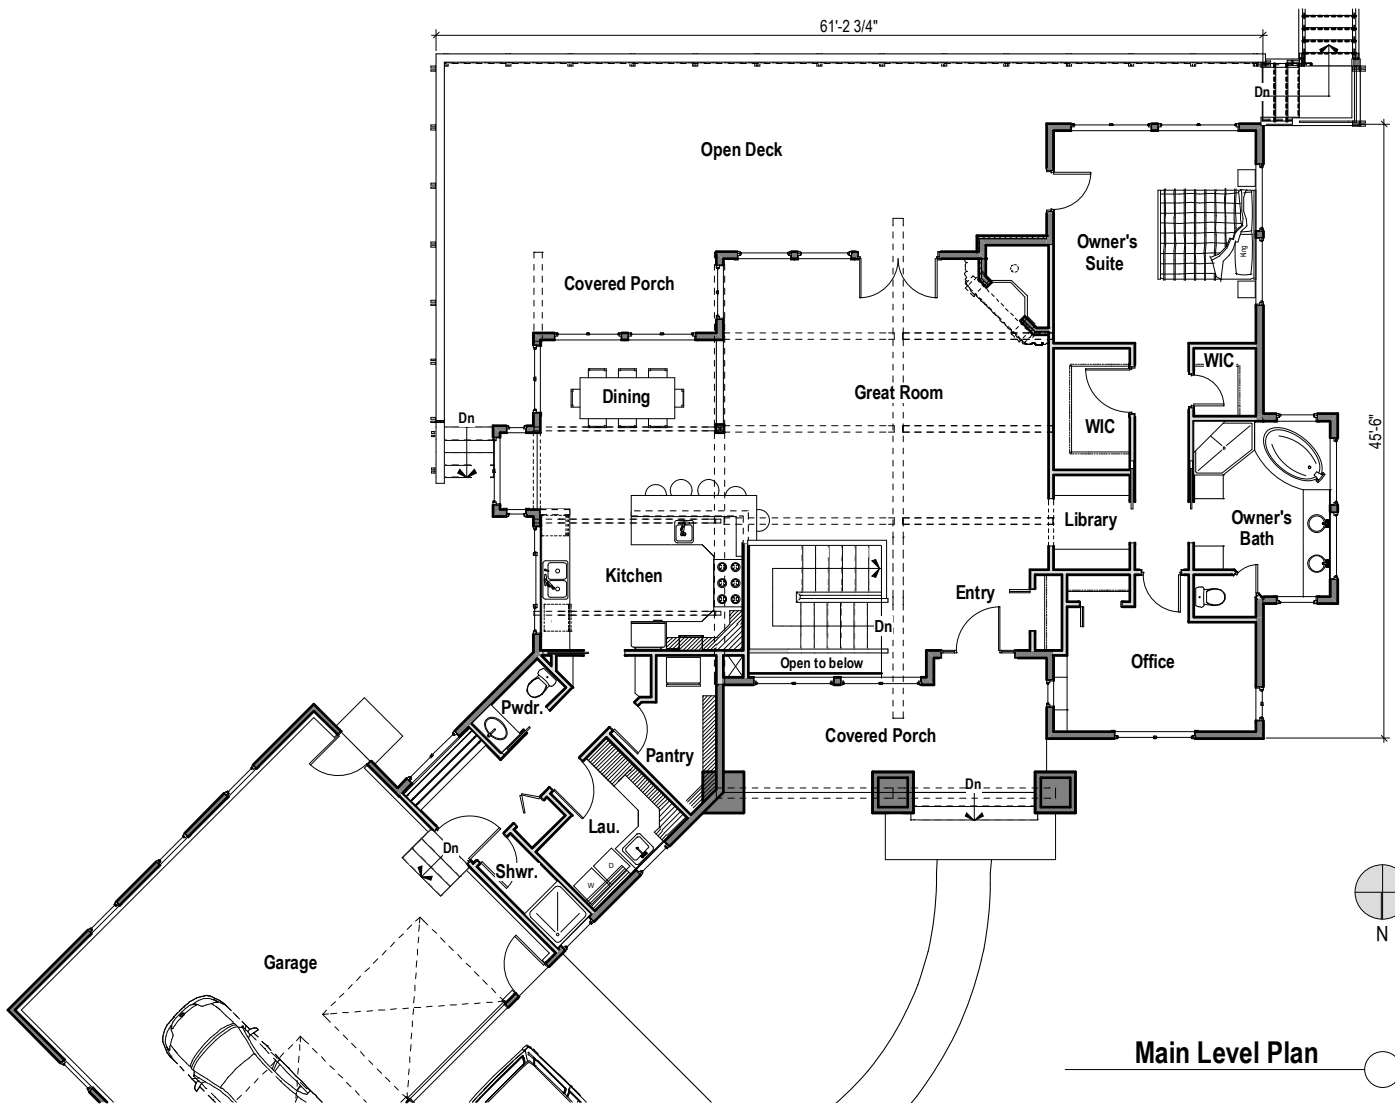 61'-2 3/4"
Dn
Open Deck
Owner's
Suite
King
Covered Porch
WIC
Dining
Great Room
Dn
WIC
45'-6"
Library
Owner's
Bath
Kitchen
Entry
Dn
Open to below
Office
Pwdr.
Covered Porch
Pantry
Dn
Lau.
Dn
D
Shwr.
W
N
Garage
Main Level Plan